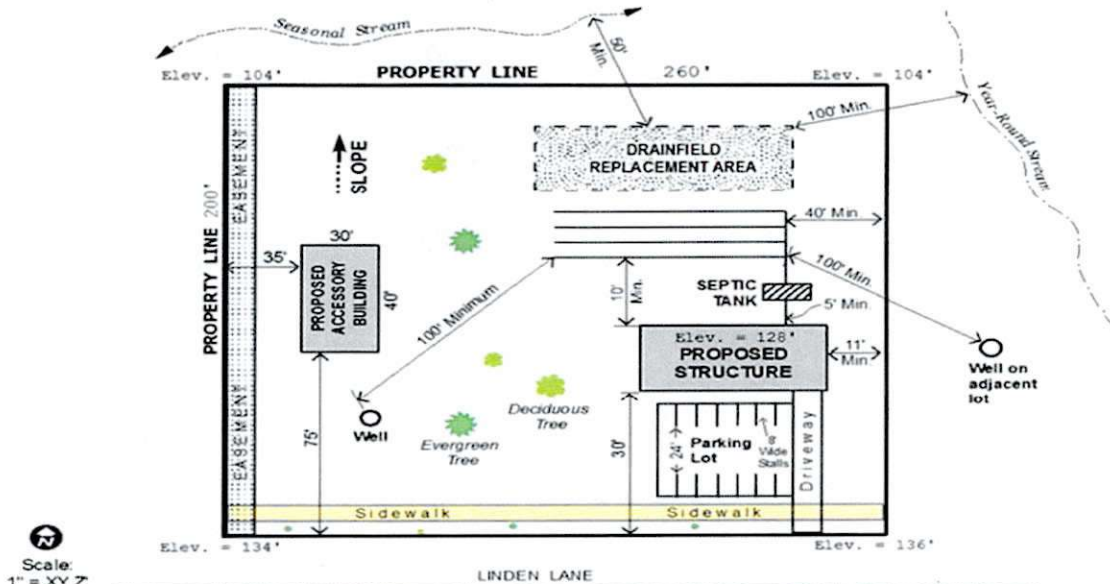 Seasonal Stream
50' Min.
Elev. = 104'
PROPERTY LINE
260'
Elev. = 104'
Year-Round Stream
100' Min.
EASEMENT
SLOPE
DRAINFIELD
REPLACEMENT AREA
PROPERTY LINE 200'
40' Min.
30'
35'
PROPOSED
ACCESSORY
BUILDING
40'
100' Minimum
10'
Min.
SEPTIC
TANK
100' Min.
5' Min.
Elev. = 128'
PROPOSED
STRUCTURE
11'
Min.
Well on
adjacent
lot
EASEMENT
75'
Well
Deciduous
Tree
Evergreen
Tree
30'
24'
Parking
Lot
8'
Wide
Stalls
Driveway
Sidewalk
Sidewalk
N
Elev. = 134'
Elev. = 136'
Scale:
1" = XY Z'
LINDEN LANE